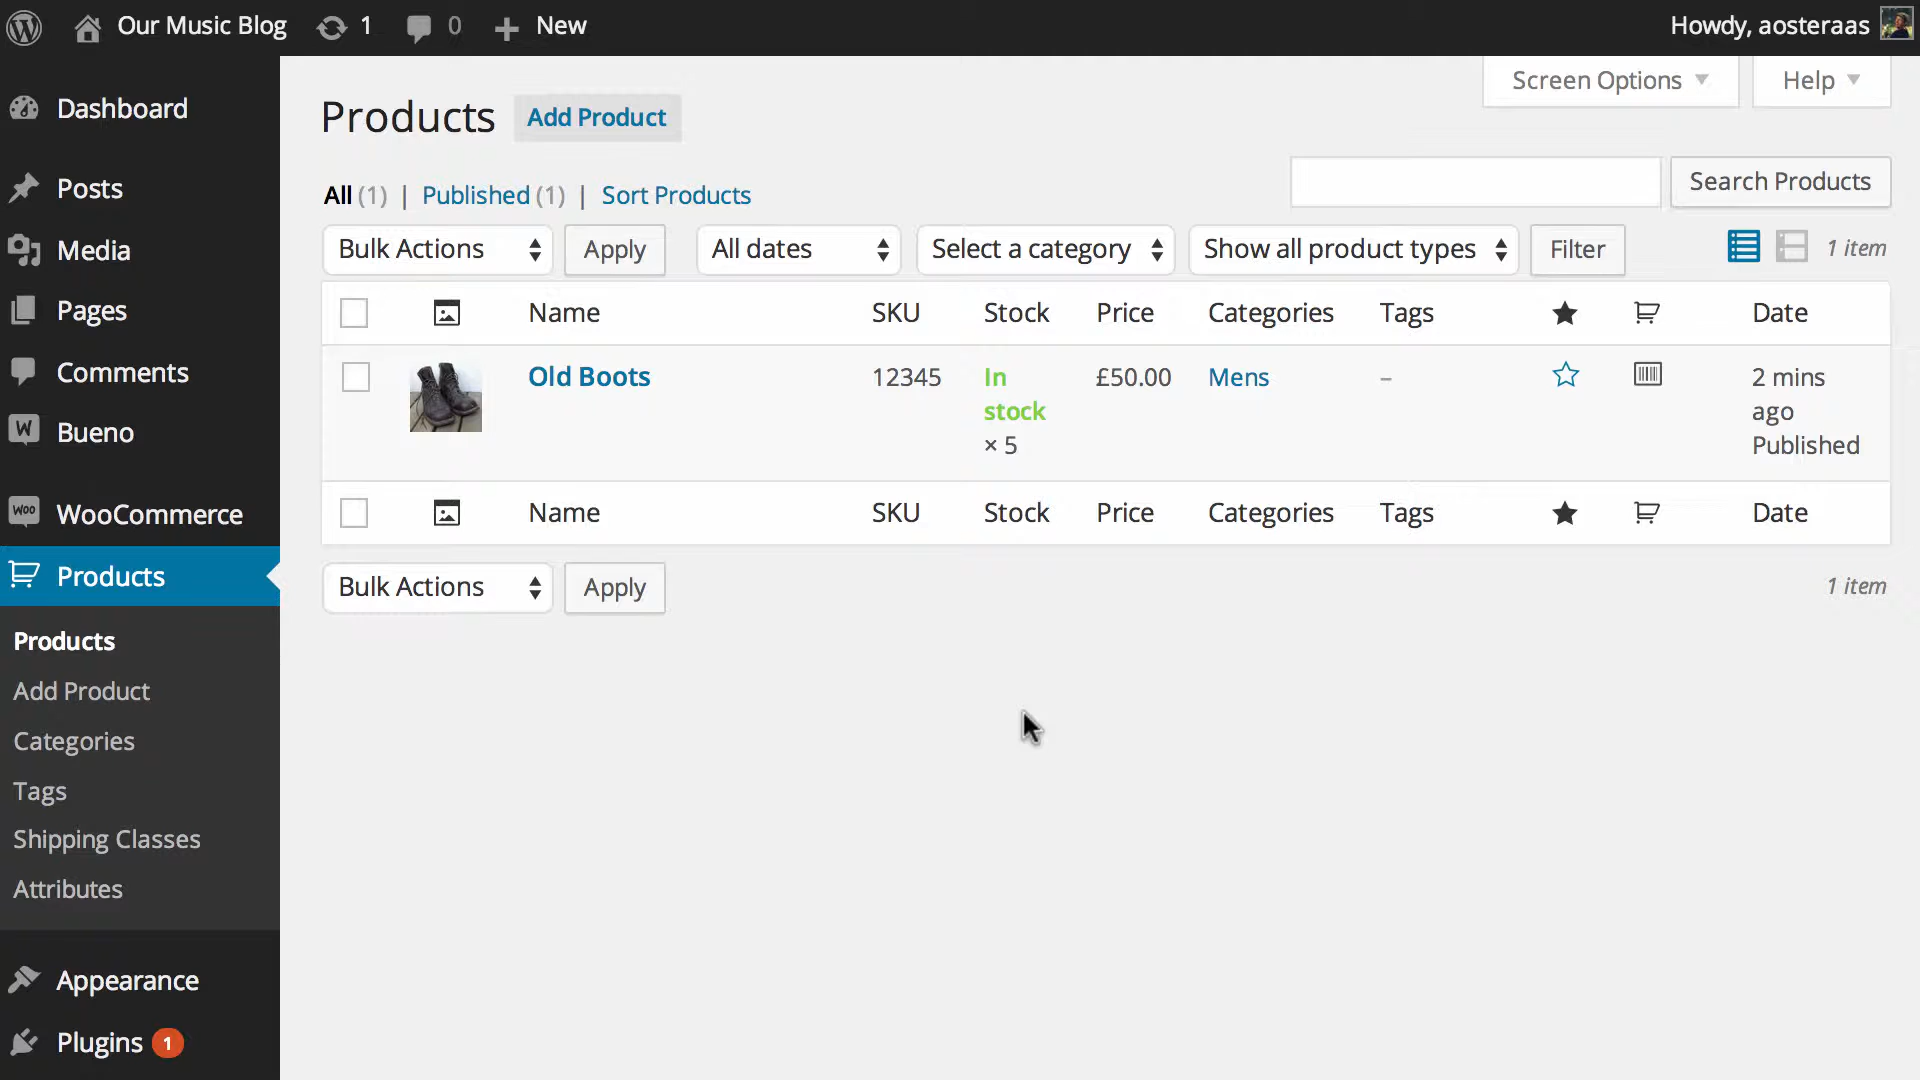 Our Music Blog 1 0 New Howdy, aosteraas
Dashboard
Posts
Media
Pages
Comments
Bueno
WOO WooCommerce
Products
Products
Add Product
Categories
Tags
Shipping Classes
Attributes
Appearance
Plugins 1
Screen Options Help
Products Add Product
All (1) | Published (1) | Sort Products Search Products
Bulk Actions Apply All dates Select a category Show all product types Filter 1 item
Name SKU Stock Price Categories Tags Date
Old Boots 12345 In £50.00 Mens – 2 mins
stock ago
× 5 Published
Name SKU Stock Price Categories Tags Date
Bulk Actions Apply 1 item